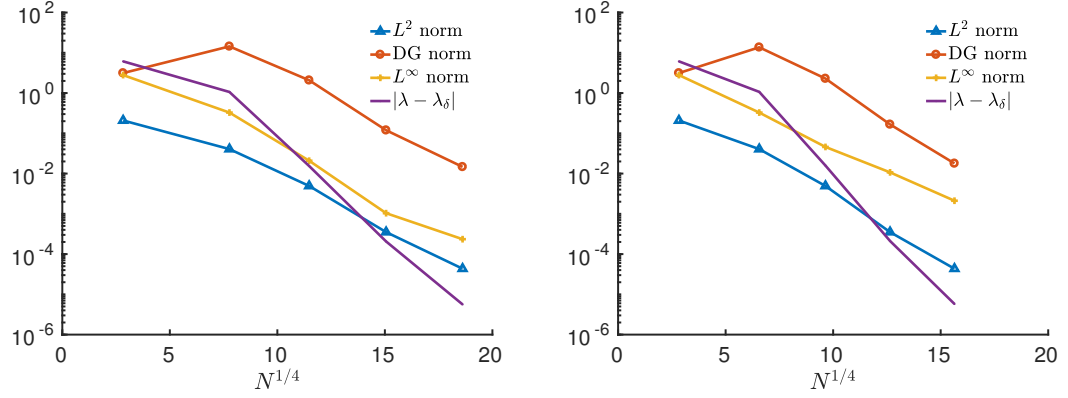 10^2
10^0
10^-2
10^-4
10^-6
0
5
10
15
20
N^{1/4}
L^2 norm
DG norm
L^∞ norm
|λ − λ_δ|
10^2
10^0
10^-2
10^-4
10^-6
0
5
10
15
20
N^{1/4}
L^2 norm
DG norm
L^∞ norm
|λ − λ_δ|